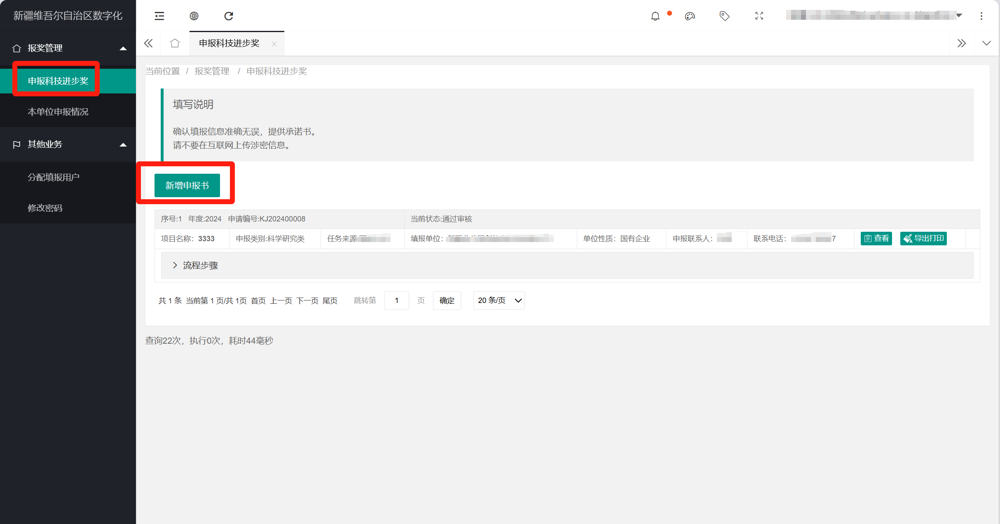 新疆维吾尔自治区数字化
报奖管理
申报科技进步奖
本单位申报情况
其他业务
分配填报用户
修改密码
申报科技进步奖
当前位置 / 报奖管理 / 申报科技进步奖
填写说明
确认填报信息准确无误，提供承诺书。
请不要在互联网上传涉密信息。
新增申报书
序号:1 年度:2024 申请编号:KJ202400008 当前状态:通过审核
项目名称：3333 申报类别:科学研究类 任务来源 填报单位： 单位性质：国有企业 申报联系人： 联系电话： 7 查看 导出打印
流程步骤
共 1 条 当前第 1 页/共 1页 首页 上一页 下一页 尾页 跳转第 1 页 确定 20 条/页
查询22次，执行0次，耗时44毫秒